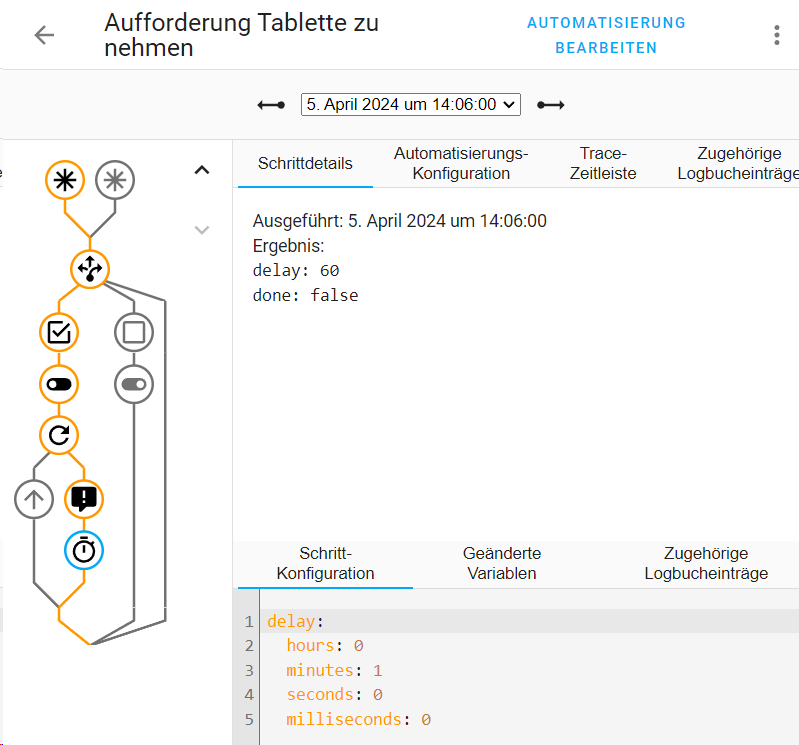 Aufforderung Tablette zu
nehmen
AUTOMATISIERUNG
BEARBEITEN
5. April 2024 um 14:06:00
Schrittdetails
Automatisierungs-
Konfiguration
Trace-
Zeitleiste
Zugehörige
Logbucheinträge
Ausgeführt: 5. April 2024 um 14:06:00
Ergebnis:
delay: 60
done: false
Schritt-
Konfiguration
Geänderte
Variablen
Zugehörige
Logbucheinträge
1 delay:
2 hours: 0
3 minutes: 1
4 seconds: 0
5 milliseconds: 0